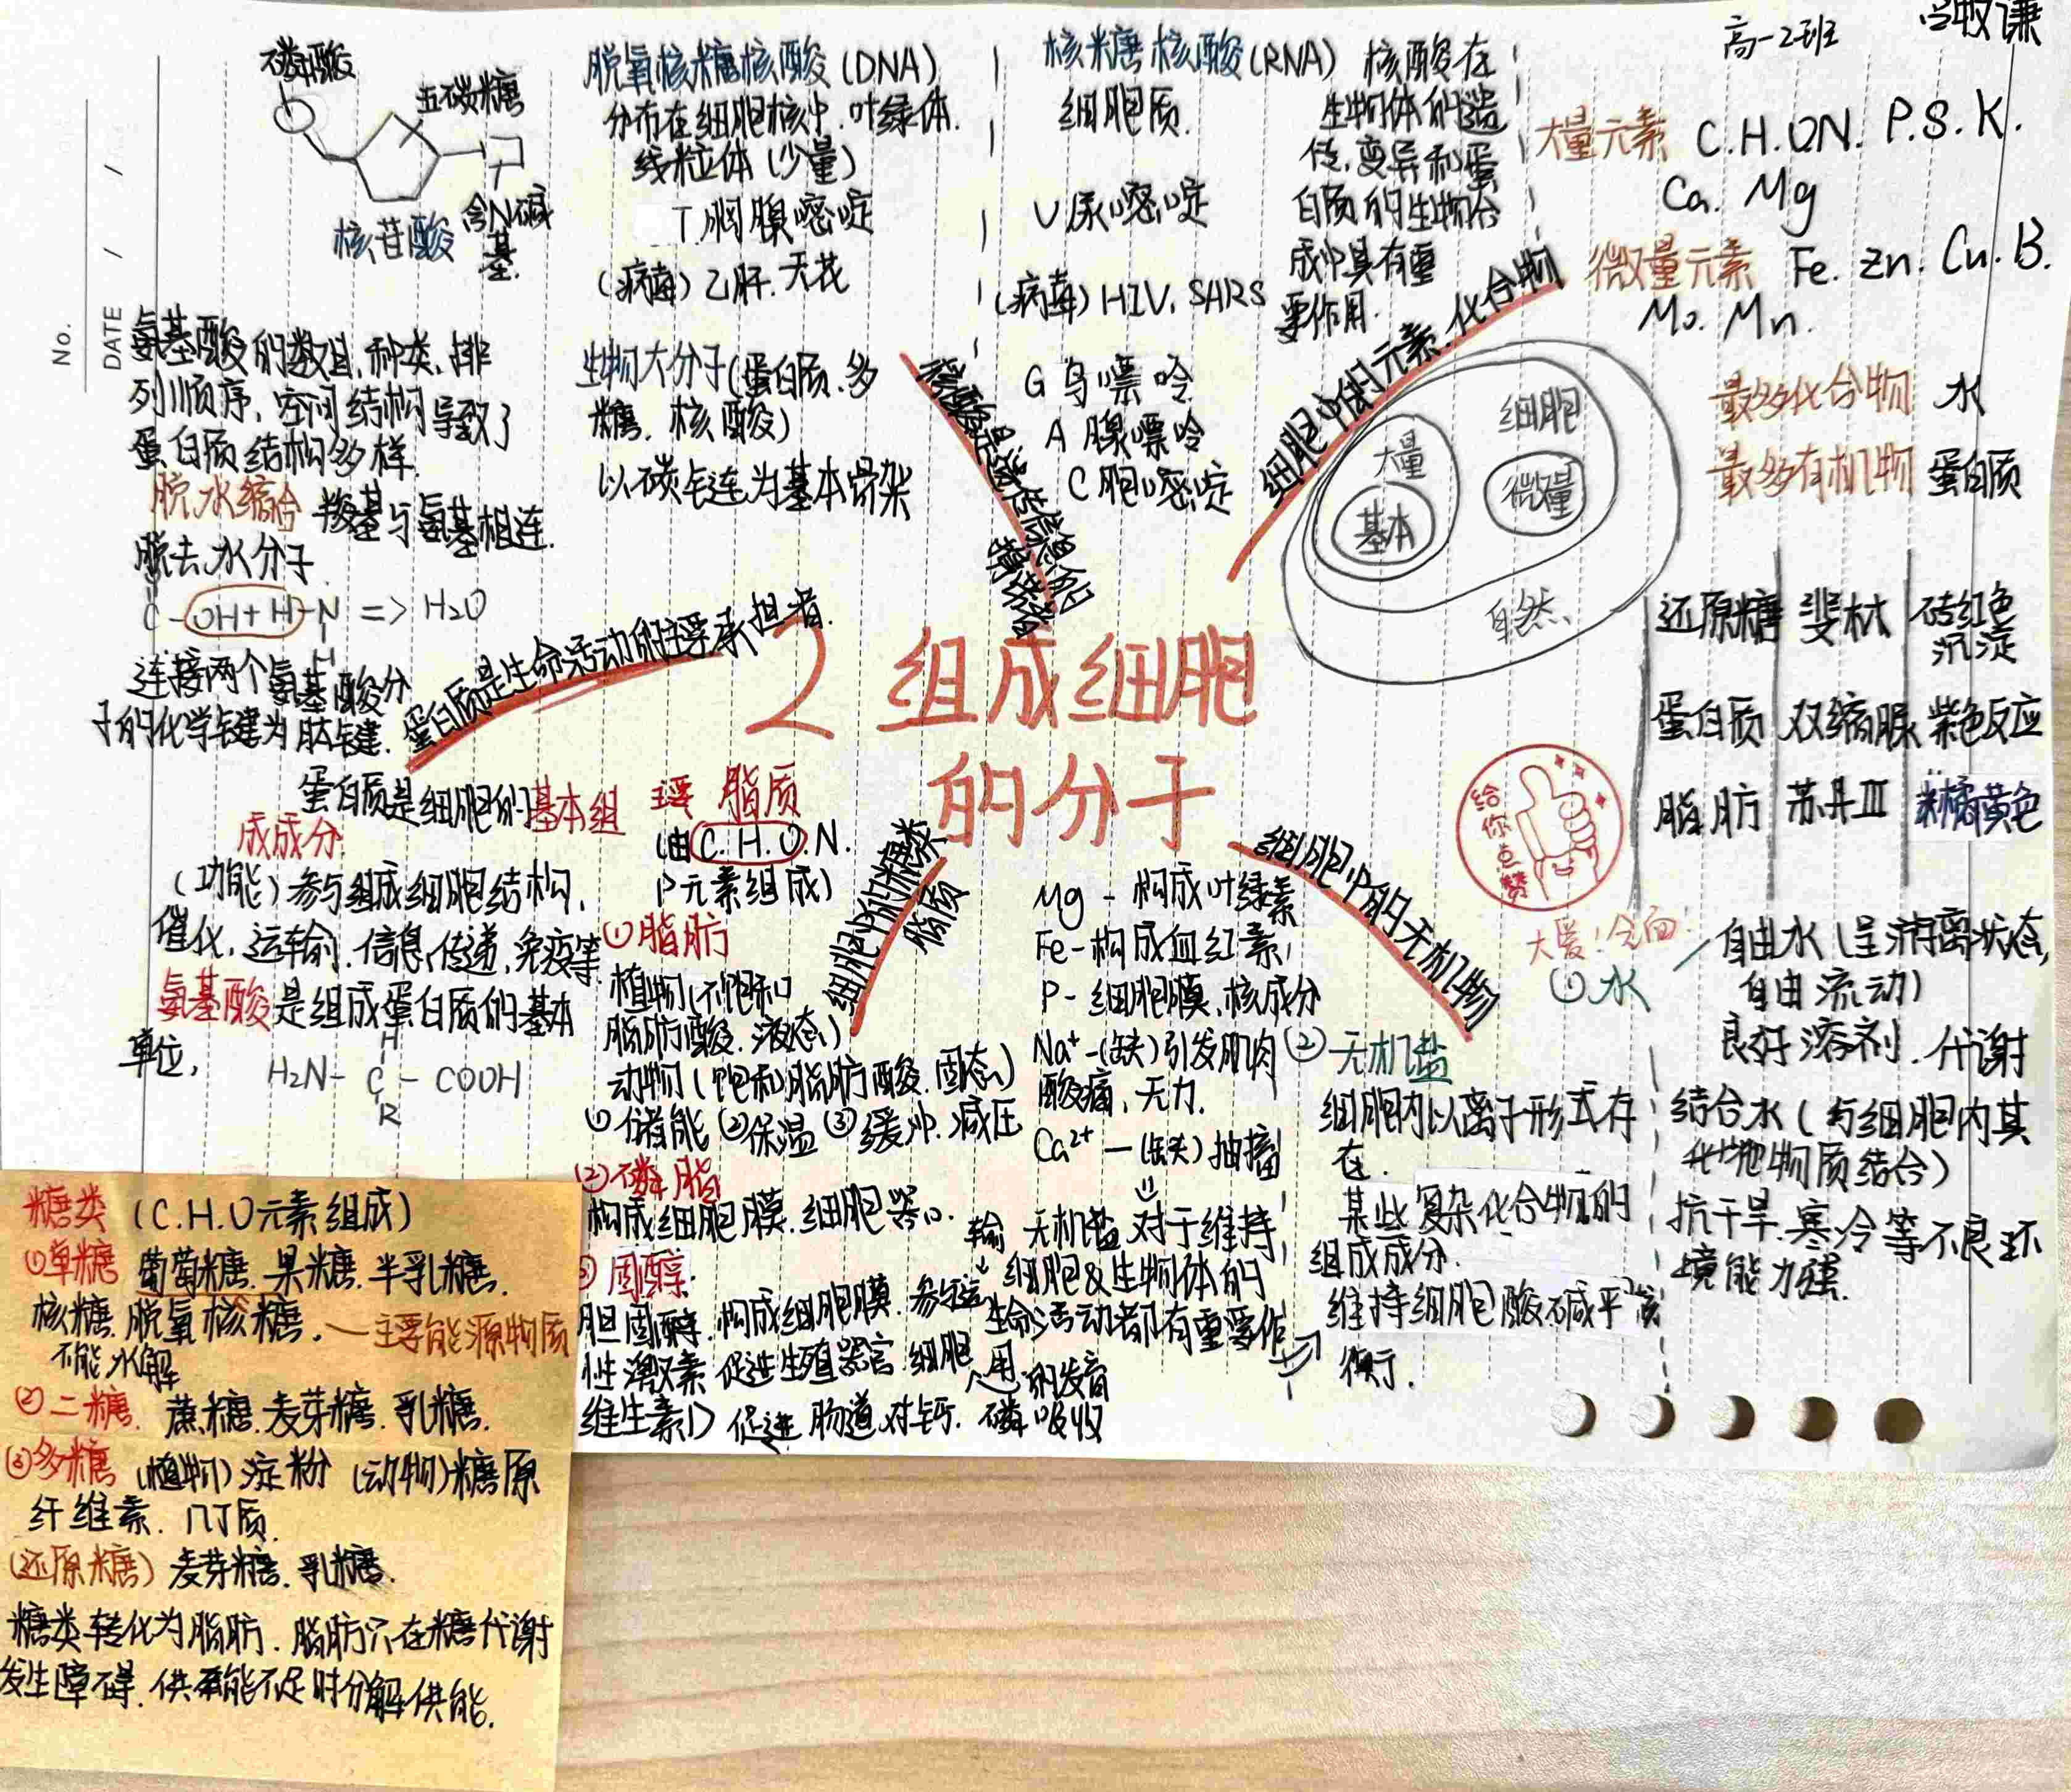 高一2班
磷酸
五碳糖
核苷酸
含N碱
基.
脱氧核糖核酸(DNA)
分布在细胞核中.叶绿体.
线粒体(少量)
T胸腺嘧啶
(病毒)乙肝.天花
核糖核酸(RNA)
细胞质.
U尿嘧啶
(病毒)HIV.SARS
G鸟嘌呤
A腺嘌呤
C胞嘧啶
核酸在
生物体的遗
传,变异和蛋
白质的生物合
成中具有重
要作用.
生物大分子(蛋白质.多
糖.核酸)
以碳链为基本骨架
核酸是遗传信息的
携带者
细胞中的元素.化合物
大量元素 C.H.O.N.P.S.K.
Ca.Mg
微量元素 Fe.Zn.Cu.B.
Mo.Mn.
最多化合物 水
最多有机物 蛋白质
细胞
大量
基本
微量
自然.
还原糖 斐林 砖红色
沉淀
蛋白质 双缩脲 紫色反应
脂肪 苏丹III 橘黄色
No.
DATE / /
氨基酸的数目,种类,排
列顺序,空间结构导致了
蛋白质结构多样.
脱水缩合 羧基与氨基相连.
脱去水分子
C-OH+H-N => H₂O
H
连接两个氨基酸分
子的化学键为肽键.
蛋白质是生命活动的主要承担者.
2 组成细胞
的分子
蛋白质是细胞的基本组
成成分
(功能)参与组成细胞结构,
催化,运输,信息传递,免疫等.
氨基酸是组成蛋白质的基本
单位,
H
H₂N-C-COOH
R
细胞中的糖类
脂质
主要 脂质
(由C.H.O.N.
P元素组成)
①脂肪
植物(不饱和
脂肪酸.液态)
动物(饱和脂肪酸.固态)
①储能②保温③缓冲.减压
②磷脂
构成细胞膜.细胞器.
③固醇.
胆固醇.构成细胞膜.参与运
输
性激素 促进生殖器官 细胞 的发育
维生素D 促进肠道对钙.磷吸收
细胞中的无机物
Mg-构成叶绿素
Fe-构成血红素
P-细胞膜.核成分
Na⁺-(缺)引发肌肉
酸痛,无力.
Ca²⁺-(缺)抽搐
无机盐对于维持
细胞&生物体的
生命活动都有重要作
用
②无机盐
细胞内以离子形式存
在.
某些复杂化合物的
组成成分.
维持细胞酸碱平
衡.
给你点赞
①水
自由水(呈游离状态,
自由流动)
良好溶剂.代谢
结合水(与细胞内其
他物质结合)
抗干旱.寒冷等不良环
境能力强.
糖类(C.H.O元素组成)
①单糖 葡萄糖.果糖.半乳糖.
核糖.脱氧核糖.—主要能源物质
不能水解
②二糖.蔗糖.麦芽糖.乳糖.
③多糖(植物)淀粉(动物)糖原
纤维素.几丁质.
(还原糖)麦芽糖.乳糖.
糖类转化为脂肪.脂肪只在糖代谢
发生障碍.供能不足时分解供能.